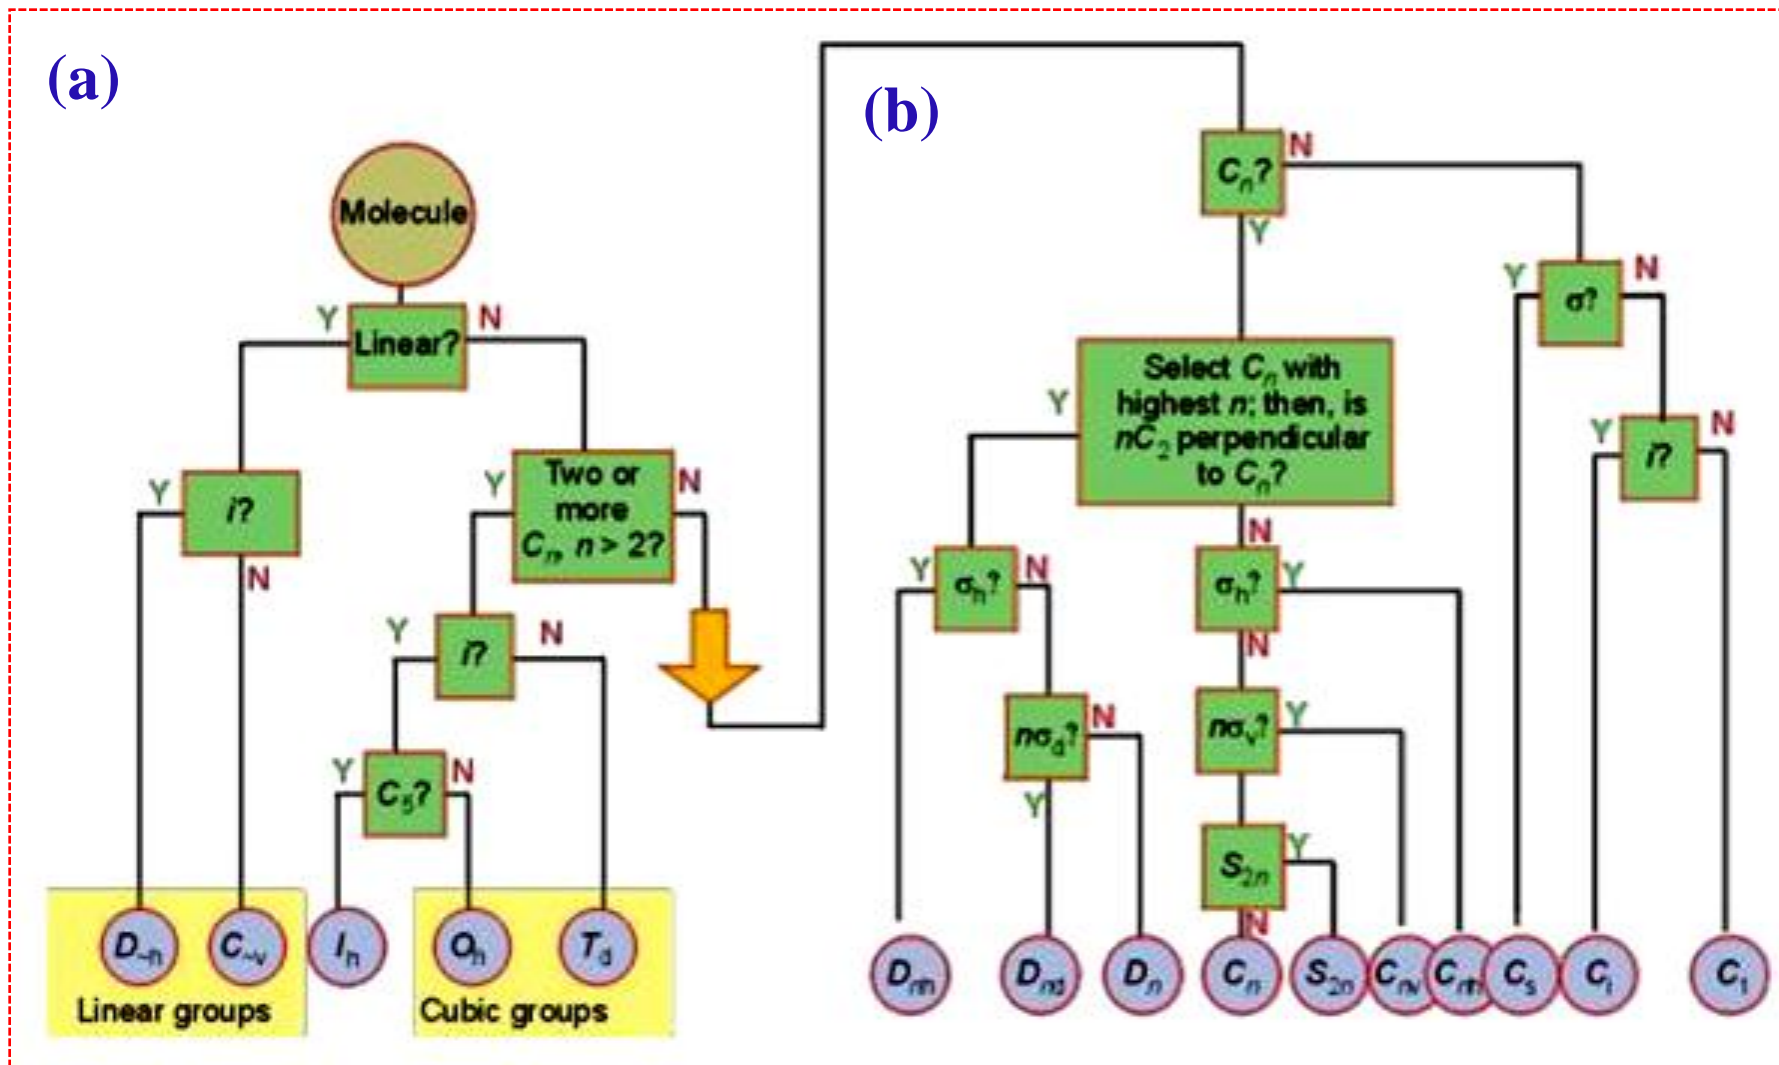 (a)
Molecule
Y
N
Linear?
Y
i?
N
Y
Two or
more
Cn, n > 2?
N
Y
i?
N
Y
C5?
N
D~h
C~v
Ih
Oh
Td
Linear groups
Cubic groups
(b)
Cn?
N
Y
Y
σ?
N
Y
i?
N
Select Cn with
highest n; then, is
nC2 perpendicular
to Cn?
Y
N
Y
σh?
N
σh?
Y
N
nσd?
N
Y
nσv?
Y
S2n
Y
N
Dnh
Dnd
Dn
Cn
S2n
Cnv
Cnh
Cs
Ci
C1